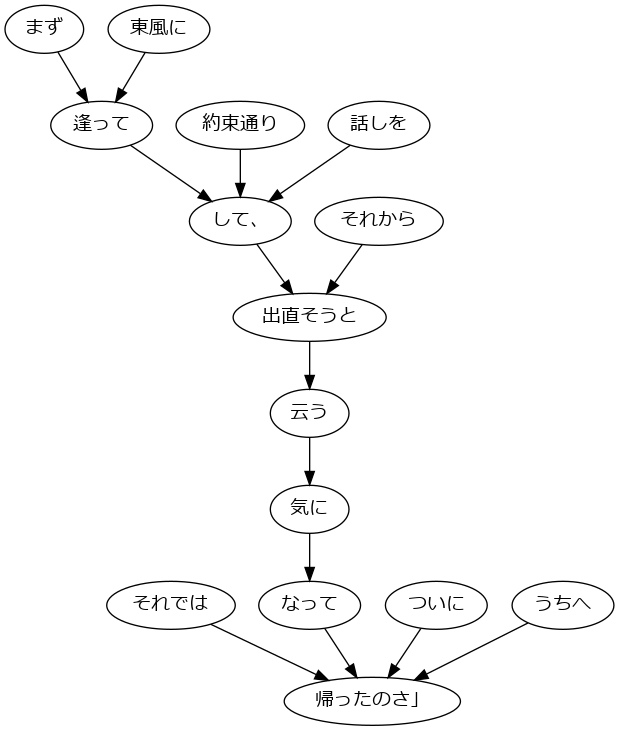 まず 東風に
逢って 約束通り 話しを
して、 それから
出直そうと
云う
気に
それでは なって ついに うちへ
帰ったのさ」